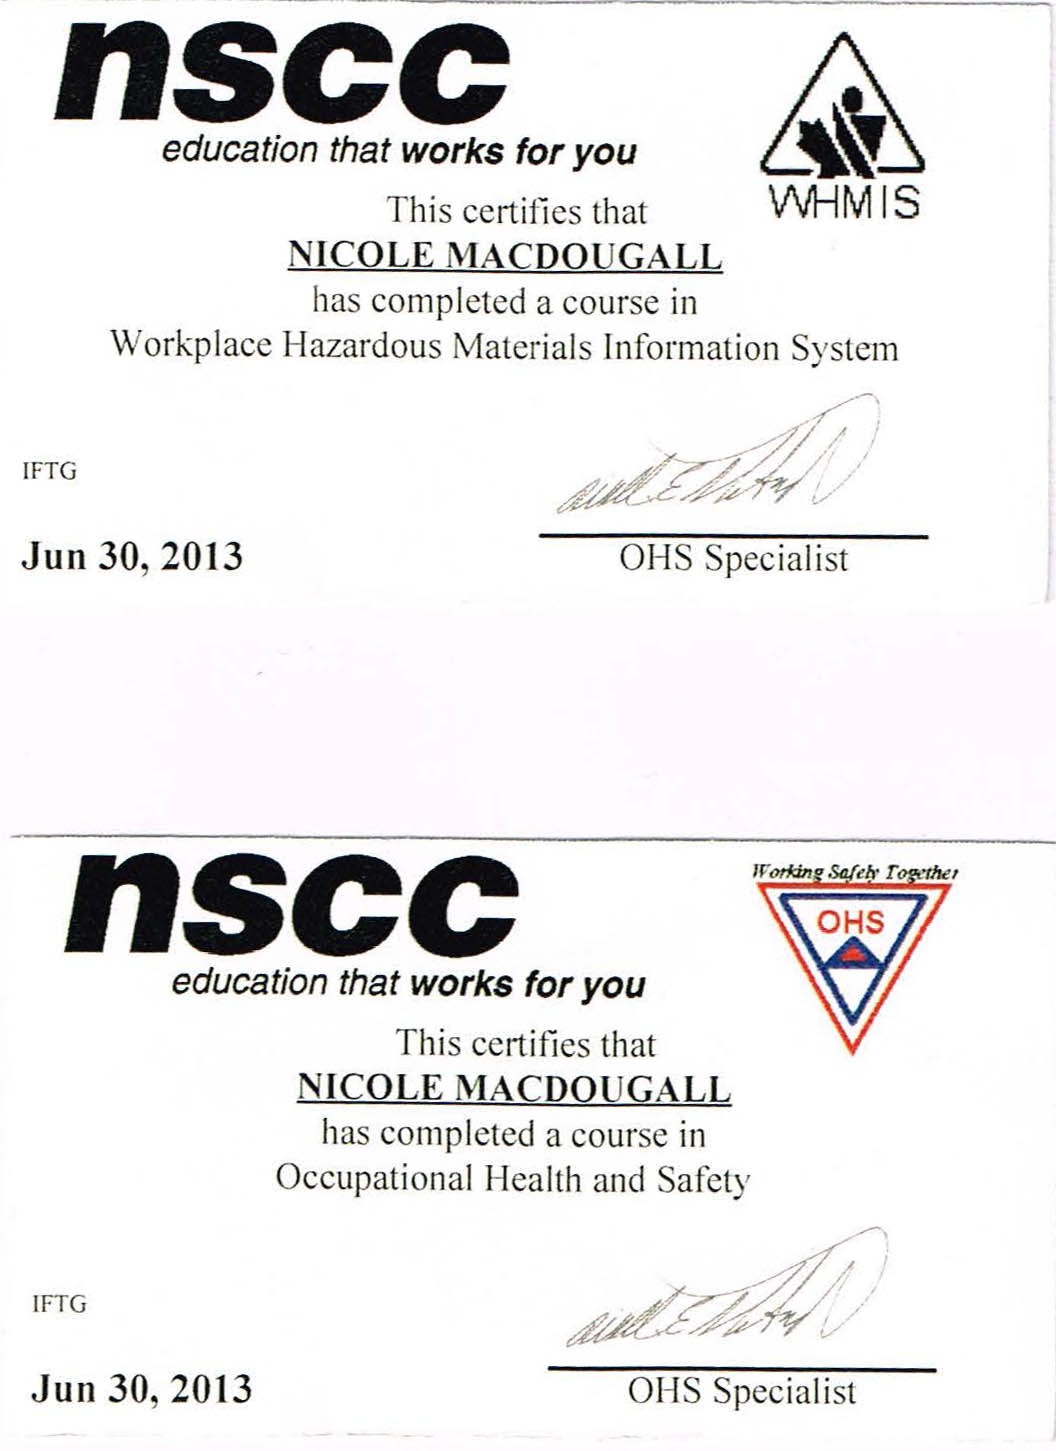 nscc
education that works for you
WHMIS
This certifies that
NICOLE MACDOUGALL
has completed a course in
Workplace Hazardous Materials Information System
IFTG
Jun 30, 2013
OHS Specialist
nscc
education that works for you
Working Safely Together
OHS
This certifies that
NICOLE MACDOUGALL
has completed a course in
Occupational Health and Safety
IFTG
Jun 30, 2013
OHS Specialist